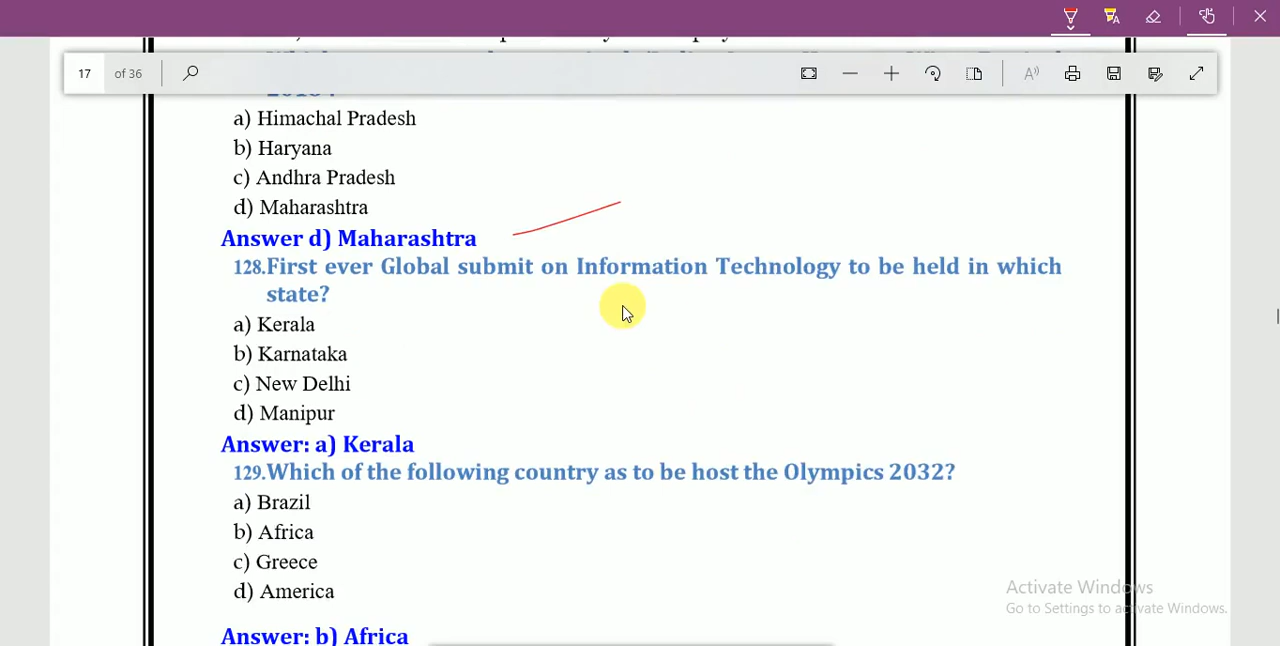 17 of 36
a) Himachal Pradesh
b) Haryana
c) Andhra Pradesh
d) Maharashtra
Answer d) Maharashtra
128.First ever Global submit on Information Technology to be held in which
state?
a) Kerala
b) Karnataka
c) New Delhi
d) Manipur
Answer: a) Kerala
129.Which of the following country as to be host the Olympics 2032?
a) Brazil
b) Africa
c) Greece
d) America
Activate Windows
Go to Settings to activate Windows.
Answer: b) Africa